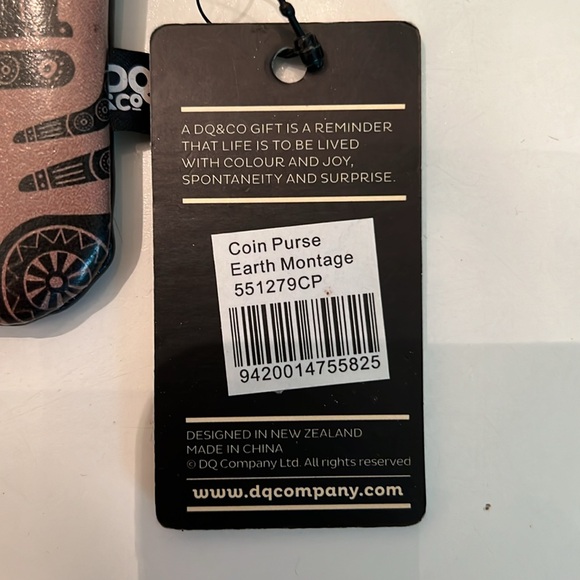 DQ
&CO
A DQ&CO GIFT IS A REMINDER
THAT LIFE IS TO BE LIVED
WITH COLOUR AND JOY,
SPONTANEITY AND SURPRISE.
Coin Purse
Earth Montage
551279CP
9420014755825
DESIGNED IN NEW ZEALAND
MADE IN CHINA
© DQ Company Ltd. All rights reserved
www.dqcompany.com